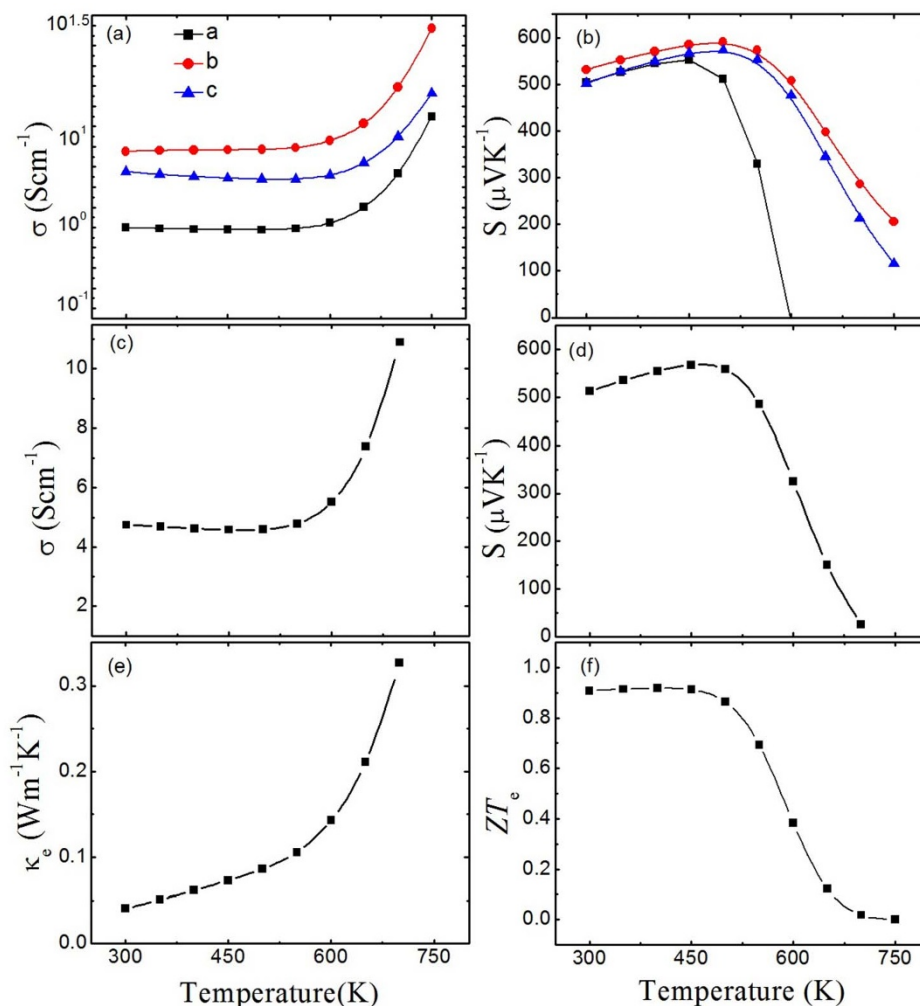 (a)
a
b
c
10^1.5
10^1
10^0
10^-1
σ (Scm⁻¹)
(b)
600
500
400
300
200
100
0
S (μVK⁻¹)
(c)
10
8
6
4
2
σ (Scm⁻¹)
(d)
600
500
400
300
200
100
0
S (μVK⁻¹)
(e)
0.3
0.2
0.1
0.0
κₑ (Wm⁻¹K⁻¹)
300 450 600 750
Temperature(K)
(f)
1.0
0.8
0.6
0.4
0.2
0.0
ZTₑ
300 450 600 750
Temperature (K)